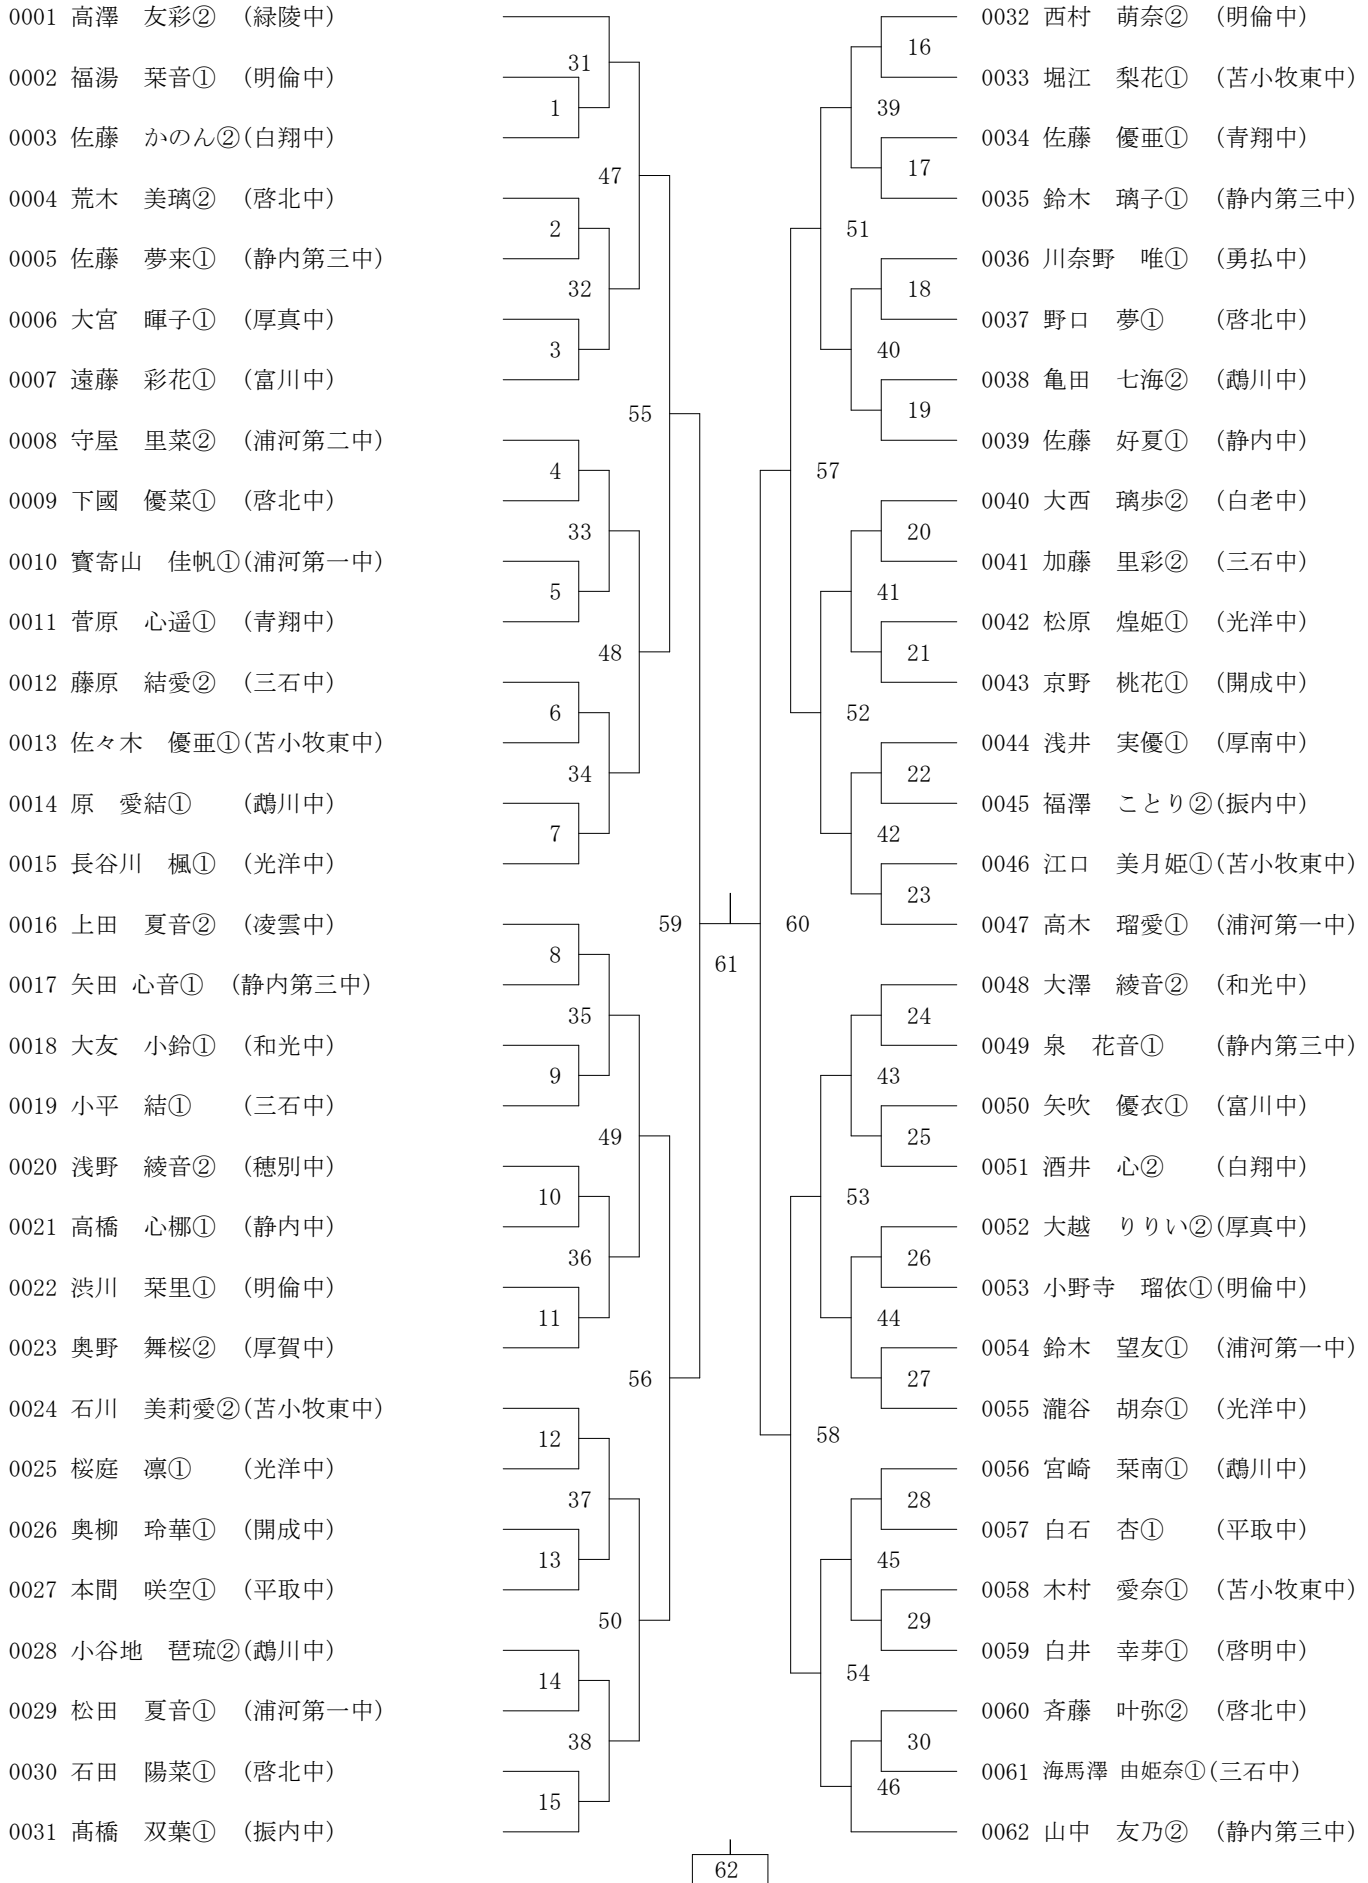 0001 高澤　友彩② (緑陵中)
0002 福湯　栞音① (明倫中)
0003 佐藤　かのん②(白翔中)
0004 荒木　美璃② (啓北中)
0005 佐藤　夢来① (静内第三中)
0006 大宮　暉子① (厚真中)
0007 遠藤　彩花① (富川中)
0008 守屋　里菜② (浦河第二中)
0009 下國　優菜① (啓北中)
0010 寳寄山　佳帆①(浦河第一中)
0011 菅原　心遥① (青翔中)
0012 藤原　結愛② (三石中)
0013 佐々木　優亜①(苫小牧東中)
0014 原　愛結① (鵡川中)
0015 長谷川　楓① (光洋中)
0016 上田　夏音② (凌雲中)
0017 矢田 心音① (静内第三中)
0018 大友　小鈴① (和光中)
0019 小平　結① (三石中)
0020 浅野　綾音② (穂別中)
0021 高橋　心梛① (静内中)
0022 渋川　栞里① (明倫中)
0023 奥野　舞桜② (厚賀中)
0024 石川　美莉愛②(苫小牧東中)
0025 桜庭　凛① (光洋中)
0026 奥柳　玲華① (開成中)
0027 本間　咲空① (平取中)
0028 小谷地　琶琉②(鵡川中)
0029 松田　夏音① (浦河第一中)
0030 石田　陽菜① (啓北中)
0031 髙橋　双葉① (振内中)
31
1
47
2
32
3
55
4
33
5
48
6
34
7
59
8
35
9
49
10
36
11
56
12
37
13
50
14
38
15
61
62
60
16
39
17
51
18
40
19
57
20
41
21
52
22
42
23
24
43
25
53
26
44
27
58
28
45
29
54
30
46
0032 西村　萌奈② (明倫中)
0033 堀江　梨花① (苫小牧東中)
0034 佐藤　優亜① (青翔中)
0035 鈴木　璃子① (静内第三中)
0036 川奈野　唯① (勇払中)
0037 野口　夢① (啓北中)
0038 亀田　七海② (鵡川中)
0039 佐藤　好夏① (静内中)
0040 大西　璃歩② (白老中)
0041 加藤　里彩② (三石中)
0042 松原　煌姫① (光洋中)
0043 京野　桃花① (開成中)
0044 浅井　実優① (厚南中)
0045 福澤　ことり②(振内中)
0046 江口　美月姫①(苫小牧東中)
0047 高木　瑠愛① (浦河第一中)
0048 大澤　綾音② (和光中)
0049 泉　花音① (静内第三中)
0050 矢吹　優衣① (富川中)
0051 酒井　心② (白翔中)
0052 大越　りりい②(厚真中)
0053 小野寺　瑠依①(明倫中)
0054 鈴木　望友① (浦河第一中)
0055 瀧谷　胡奈① (光洋中)
0056 宮崎　栞南① (鵡川中)
0057 白石　杏① (平取中)
0058 木村　愛奈① (苫小牧東中)
0059 白井　幸芽① (啓明中)
0060 斉藤　叶弥② (啓北中)
0061 海馬澤 由姫奈①(三石中)
0062 山中　友乃② (静内第三中)